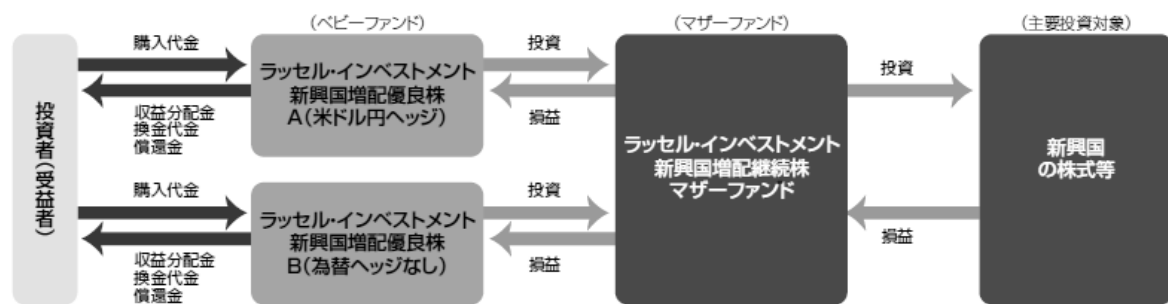 (ベビーファンド)
(マザーファンド)
(主要投資対象)
投資者(受益者)
購入代金
収益分配金
換金代金
償還金
ラッセル・インベストメント
新興国増配優良株
A(米ドル円ヘッジ)
投資
損益
購入代金
収益分配金
換金代金
償還金
ラッセル・インベストメント
新興国増配優良株
B(為替ヘッジなし)
投資
損益
ラッセル・インベストメント
新興国増配継続株
マザーファンド
投資
損益
新興国
の株式等